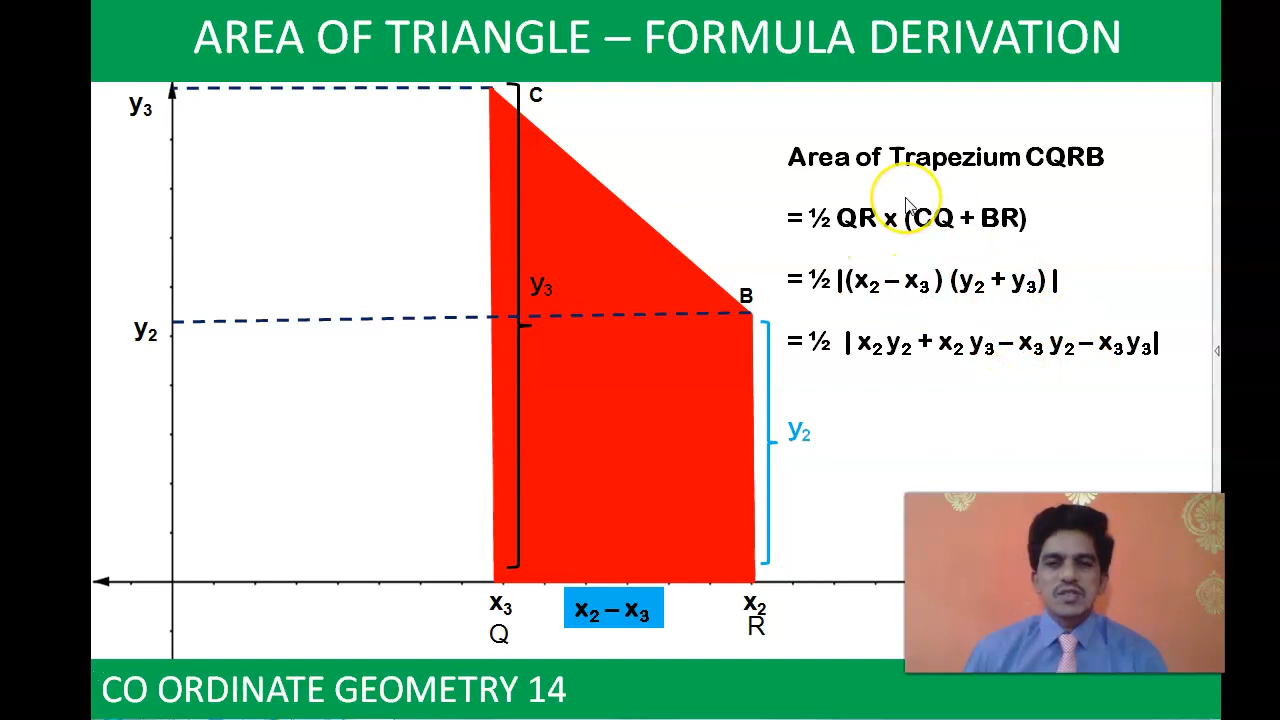 AREA OF TRIANGLE – FORMULA DERIVATION
y₃
C
Area of Trapezium CQRB
= ½ QR x (CQ + BR)
y₃
= ½ |(x₂ – x₃ ) (y₂ + y₃) |
B
y₂
= ½ | x₂ y₂ + x₂ y₃ – x₃ y₂ – x₃ y₃|
y₂
x₃
x₂ – x₃
x₂
Q
R
CO ORDINATE GEOMETRY 14